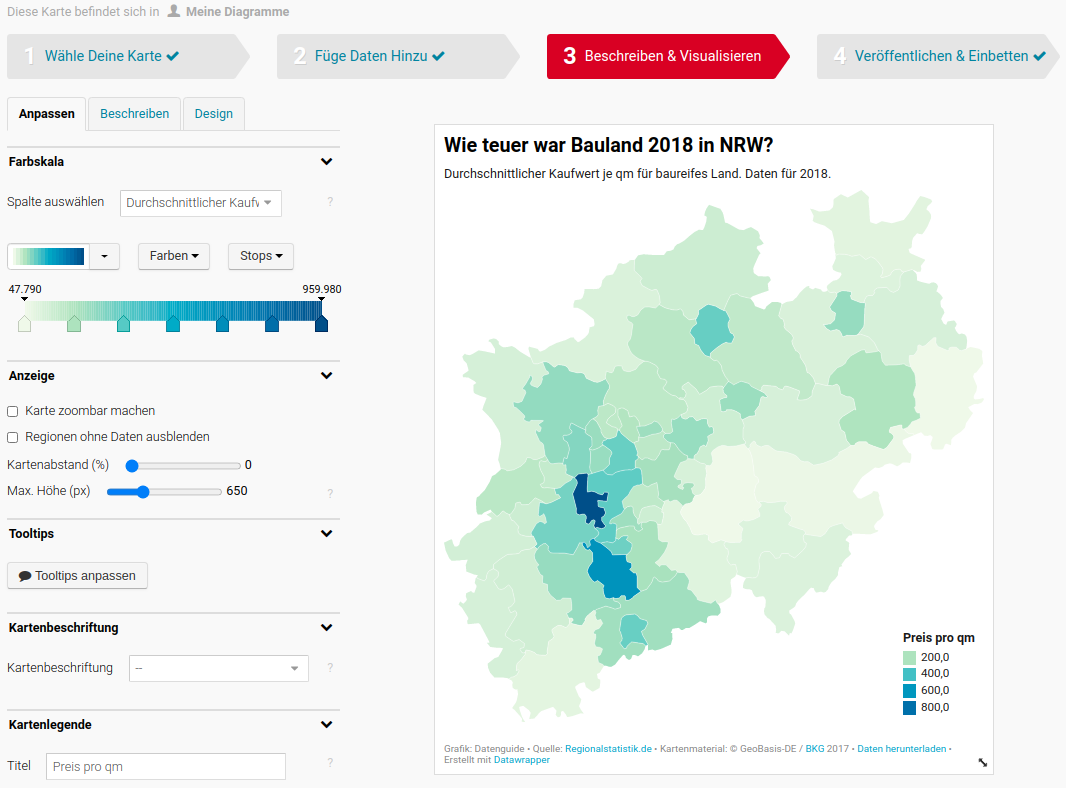 Diese Karte befindet sich in Meine Diagramme
1 Wähle Deine Karte
2 Füge Daten Hinzu
3 Beschreiben & Visualisieren
4 Veröffentlichen & Einbetten
Anpassen Beschreiben Design
Farbskala
Spalte auswählen Durchschnittlicher Kaufw ?
Farben Stops
47.790 959.980
Anzeige
Karte zoombar machen
Regionen ohne Daten ausblenden
Kartenabstand (%) 0
Max. Höhe (px) 650 ?
Tooltips
Tooltips anpassen
Kartenbeschriftung
Kartenbeschriftung -- ?
Kartenlegende
Titel Preis pro qm ?
Wie teuer war Bauland 2018 in NRW?
Durchschnittlicher Kaufwert je qm für baureifes Land. Daten für 2018.
Preis pro qm
200,0
400,0
600,0
800,0
Grafik: Datenguide • Quelle: Regionalstatistik.de • Kartenmaterial: © GeoBasis-DE / BKG 2017 • Daten herunterladen •
Erstellt mit Datawrapper